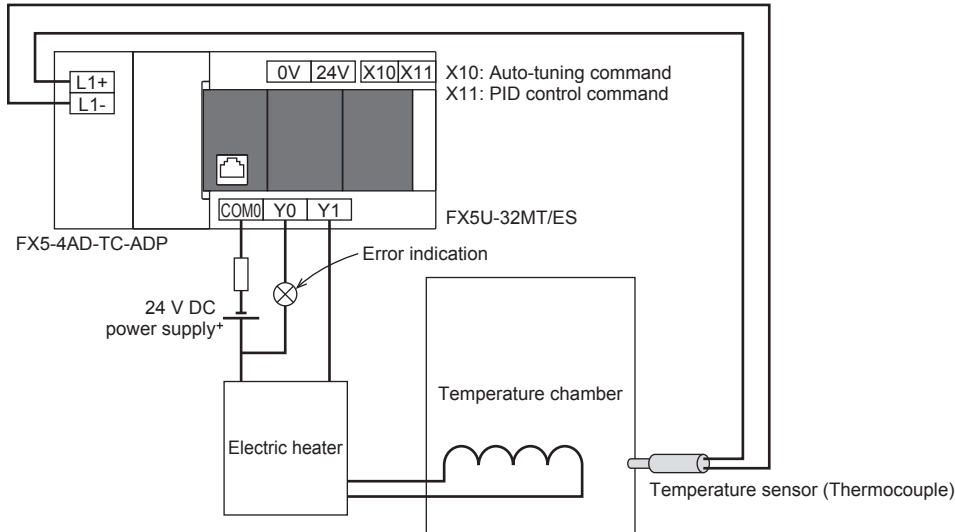 L1+
L1-
0V 24V X10 X11
X10: Auto-tuning command
X11: PID control command
COM0 Y0 Y1
FX5U-32MT/ES
FX5-4AD-TC-ADP
Error indication
24 V DC
power supply+
Temperature chamber
Electric heater
Temperature sensor (Thermocouple)